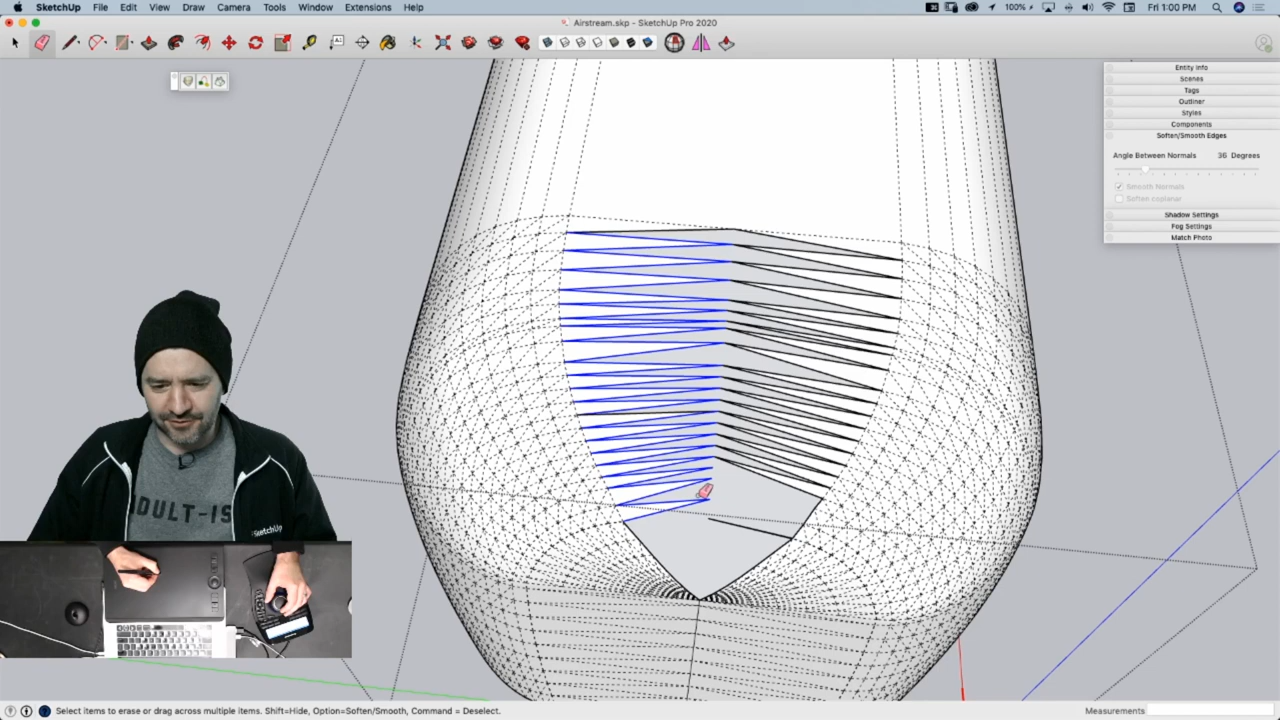 SketchUp File Edit View Draw Camera Tools Window Extensions Help
100% Fri 1:00 PM
Airstream.skp - SketchUp Pro 2020
Entity Info
Scenes
Tags
Outliner
Styles
Components
Soften/Smooth Edges
Angle Between Normals 36 Degrees
Smooth Normals
Soften coplanar
Shadow Settings
Fog Settings
Match Photo
DULT-IS
SketchUp
Select items to erase or drag across multiple items. Shift=Hide, Option=Soften/Smooth, Command = Deselect.
Measurements